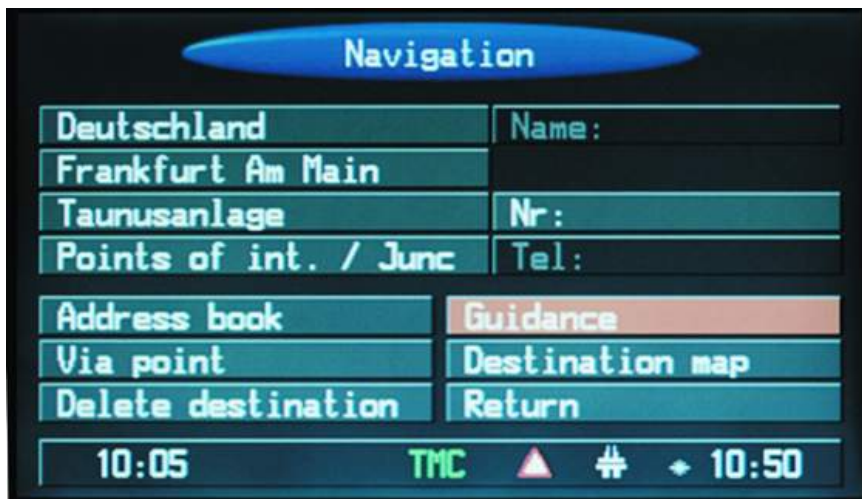 Navigation
Deutschland Name:
Frankfurt Am Main
Taunusanlage Nr:
Points of int. / Junc Tel:
Address book Guidance
Via point Destination map
Delete destination Return
10:05 TMC 10:50